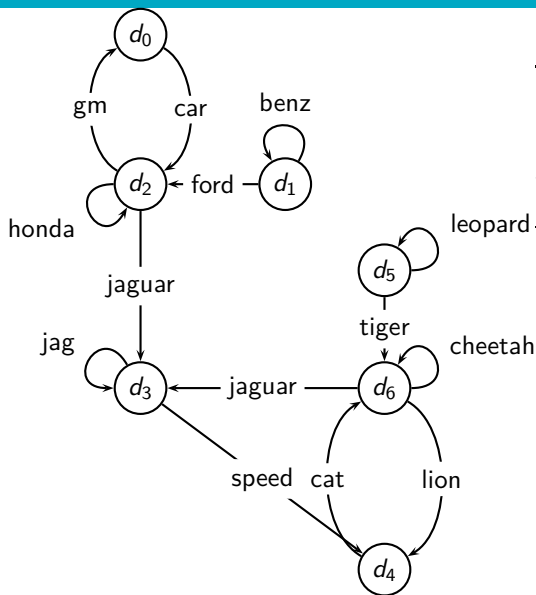 d0
gm
car
benz
d2
ford
d1
honda
leopard
d5
jaguar
tiger
jag
cheetah
d3
jaguar
d6
speed
cat
lion
d4